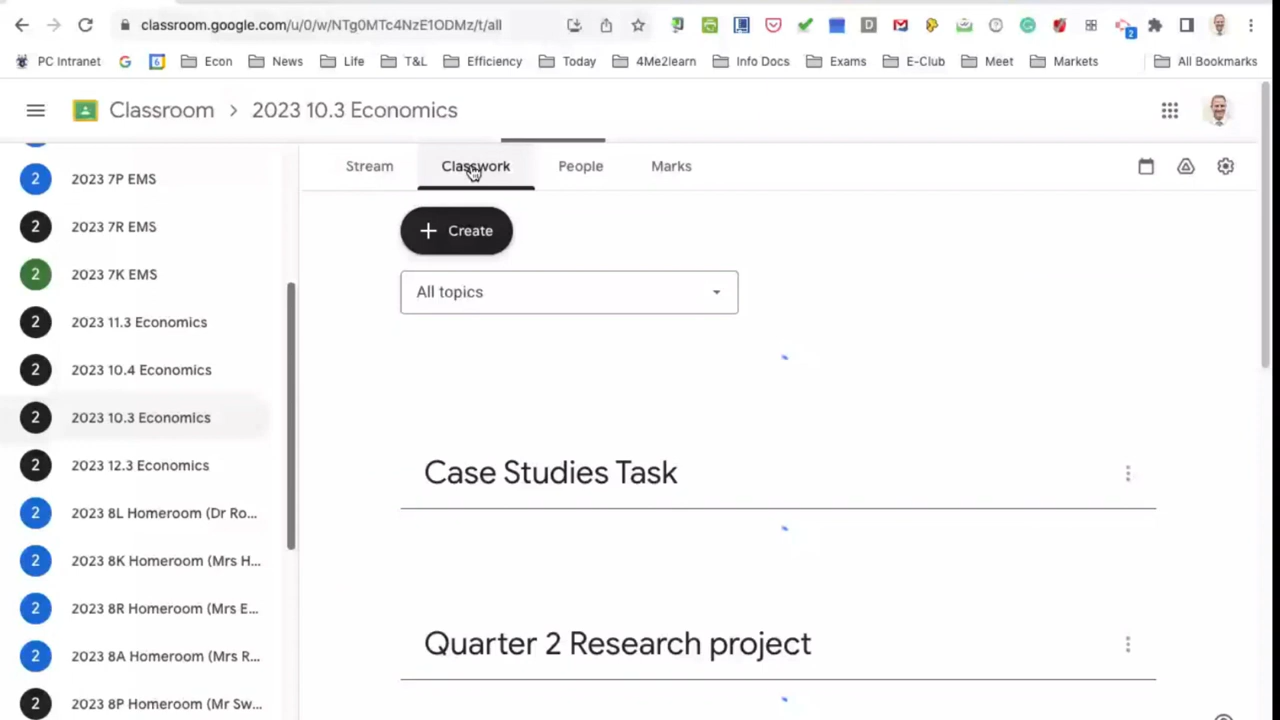 classroom.google.com/u/0/w/NTg0MTc4NzE1ODMz/t/all
2
PC Intranet
6
Econ
News
Life
T&L
Efficiency
Today
4Me2learn
Info Docs
Exams
E-Club
Meet
Markets
All Bookmarks
Classroom > 2023 10.3 Economics
Stream
Classwork
People
Marks
2 2023 7P EMS
2 2023 7R EMS
2 2023 7K EMS
2 2023 11.3 Economics
2 2023 10.4 Economics
2 2023 10.3 Economics
2 2023 12.3 Economics
2 2023 8L Homeroom (Dr Ro...
2 2023 8K Homeroom (Mrs H...
2 2023 8R Homeroom (Mrs E...
2 2023 8A Homeroom (Mrs R...
2 2023 8P Homeroom (Mr Sw...
+ Create
All topics
Case Studies Task
Quarter 2 Research project